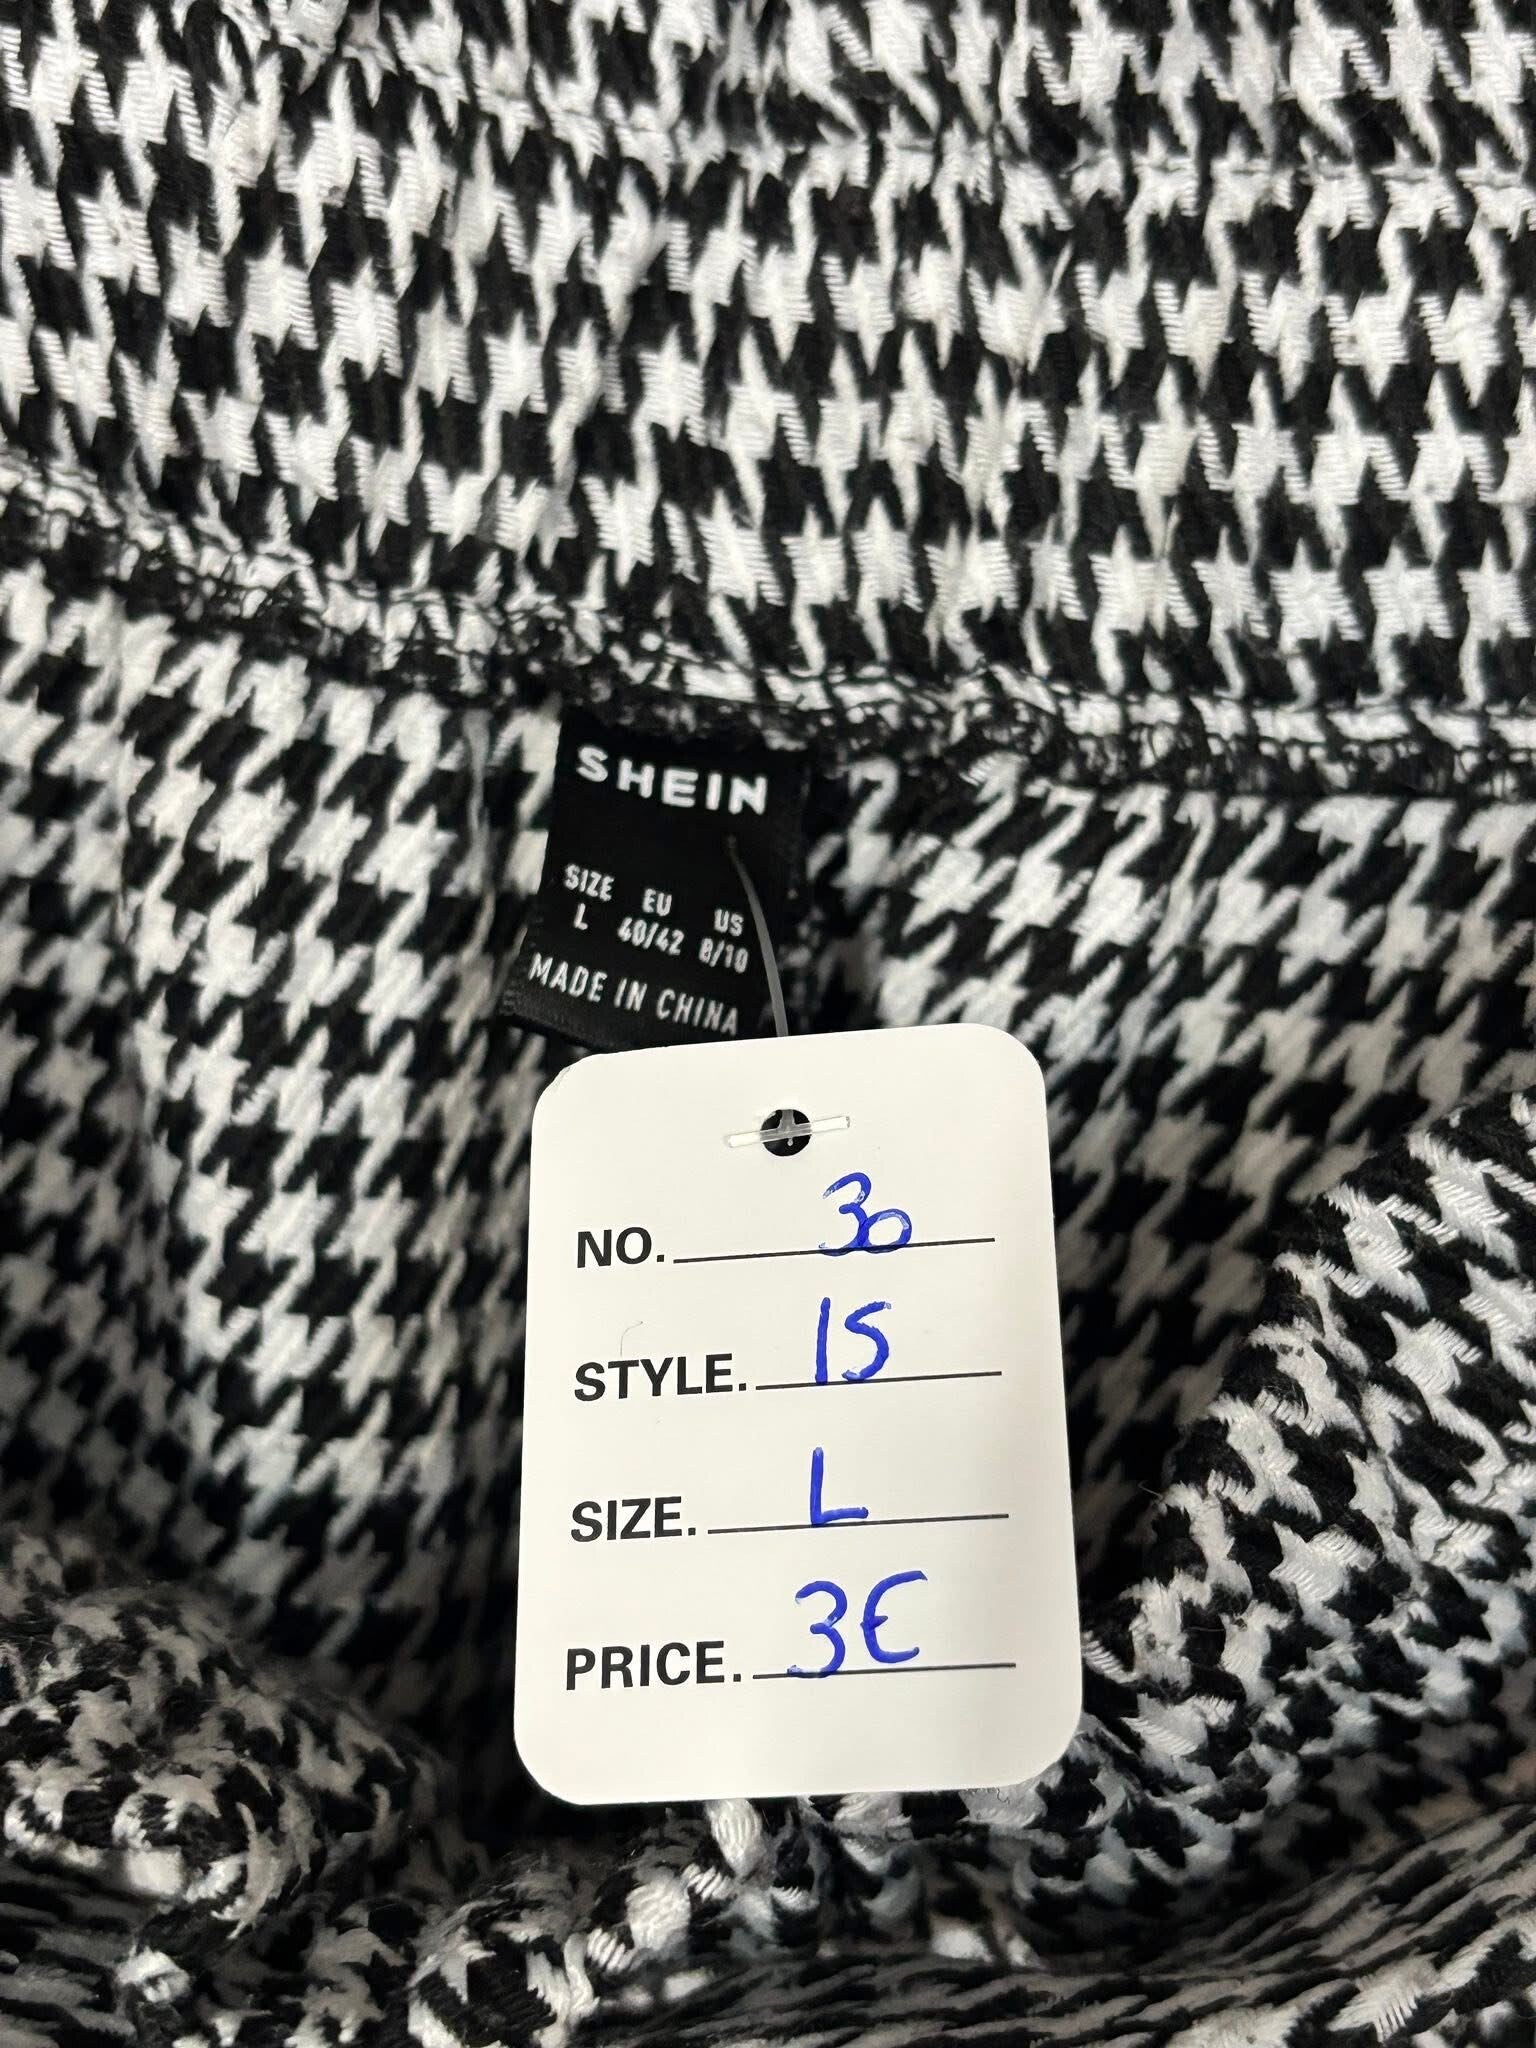 SHEIN
SIZE EU US
L 40/42 8/10
MADE IN CHINA
NO. 30
STYLE. 15
SIZE. L
PRICE. 3€